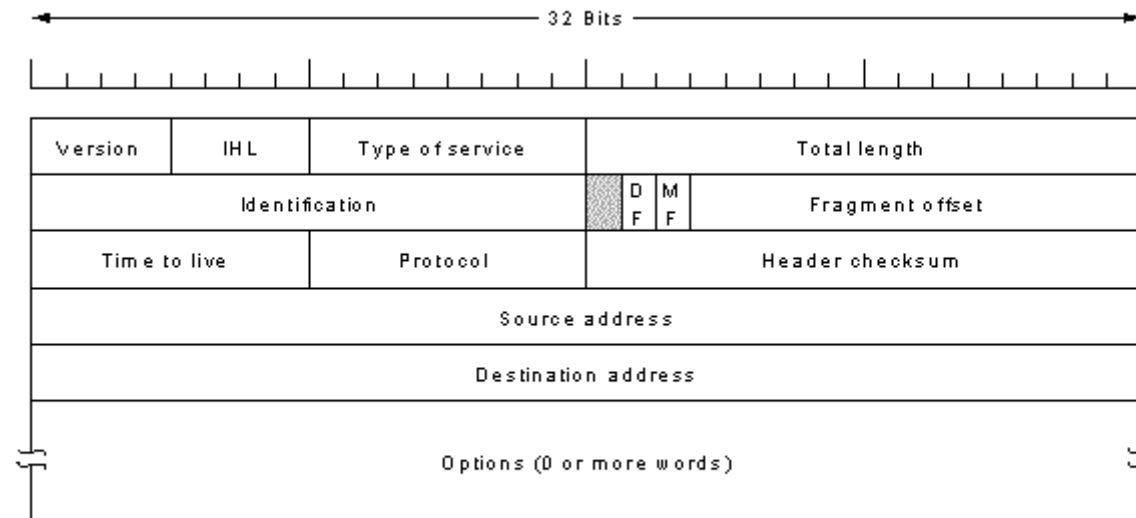 32 Bits
Version IHL Type of service Total length
Identification D F M F Fragment offset
Time to live Protocol Header checksum
Source address
Destination address
Options (0 or more words)